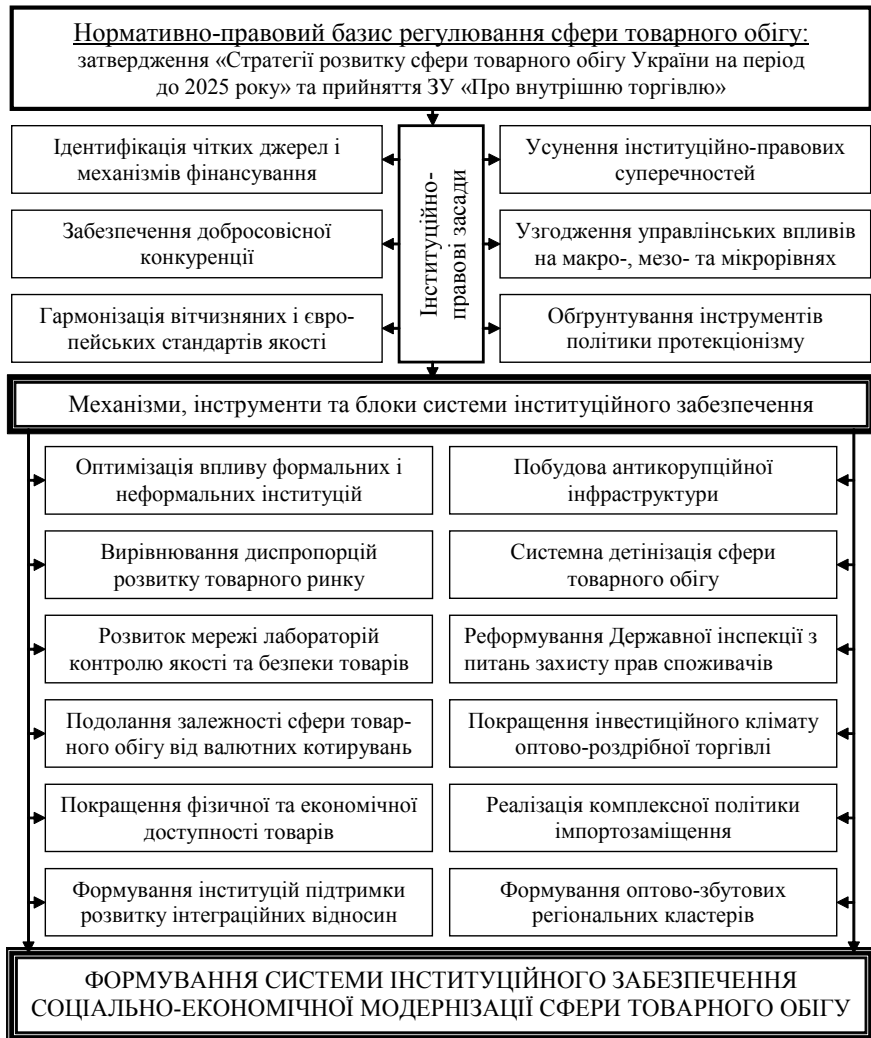 Нормативно-правовий базис регулювання сфери товарного обігу:
затвердження «Стратегії розвитку сфери товарного обігу України на період
до 2025 року» та прийняття ЗУ «Про внутрішню торгівлю»
Ідентифікація чітких джерел і
механізмів фінансування
Забезпечення добросовісної
конкуренції
Гармонізація вітчизняних і євро-
пейських стандартів якості
Інституційно-
правові засади
Усунення інституційно-правових
суперечностей
Узгодження управлінських впливів
на макро-, мезо- та мікрорівнях
Обґрунтування інструментів
політики протекціонізму
Механізми, інструменти та блоки системи інституційного забезпечення
Оптимізація впливу формальних і
неформальних інституцій
Побудова антикорупційної
інфраструктури
Вирівнювання диспропорцій
розвитку товарного ринку
Системна детінізація сфери
товарного обігу
Розвиток мережі лабораторій
контролю якості та безпеки товарів
Реформування Державної інспекції з
питань захисту прав споживачів
Подолання залежності сфери товар-
ного обігу від валютних котирувань
Покращення інвестиційного клімату
оптово-роздрібної торгівлі
Покращення фізичної та економічної
доступності товарів
Реалізація комплексної політики
імпортозаміщення
Формування інституцій підтримки
розвитку інтеграційних відносин
Формування оптово-збутових
регіональних кластерів
ФОРМУВАННЯ СИСТЕМИ ІНСТИТУЦІЙНОГО ЗАБЕЗПЕЧЕННЯ
СОЦІАЛЬНО-ЕКОНОМІЧНОЇ МОДЕРНІЗАЦІЇ СФЕРИ ТОВАРНОГО ОБІГУ